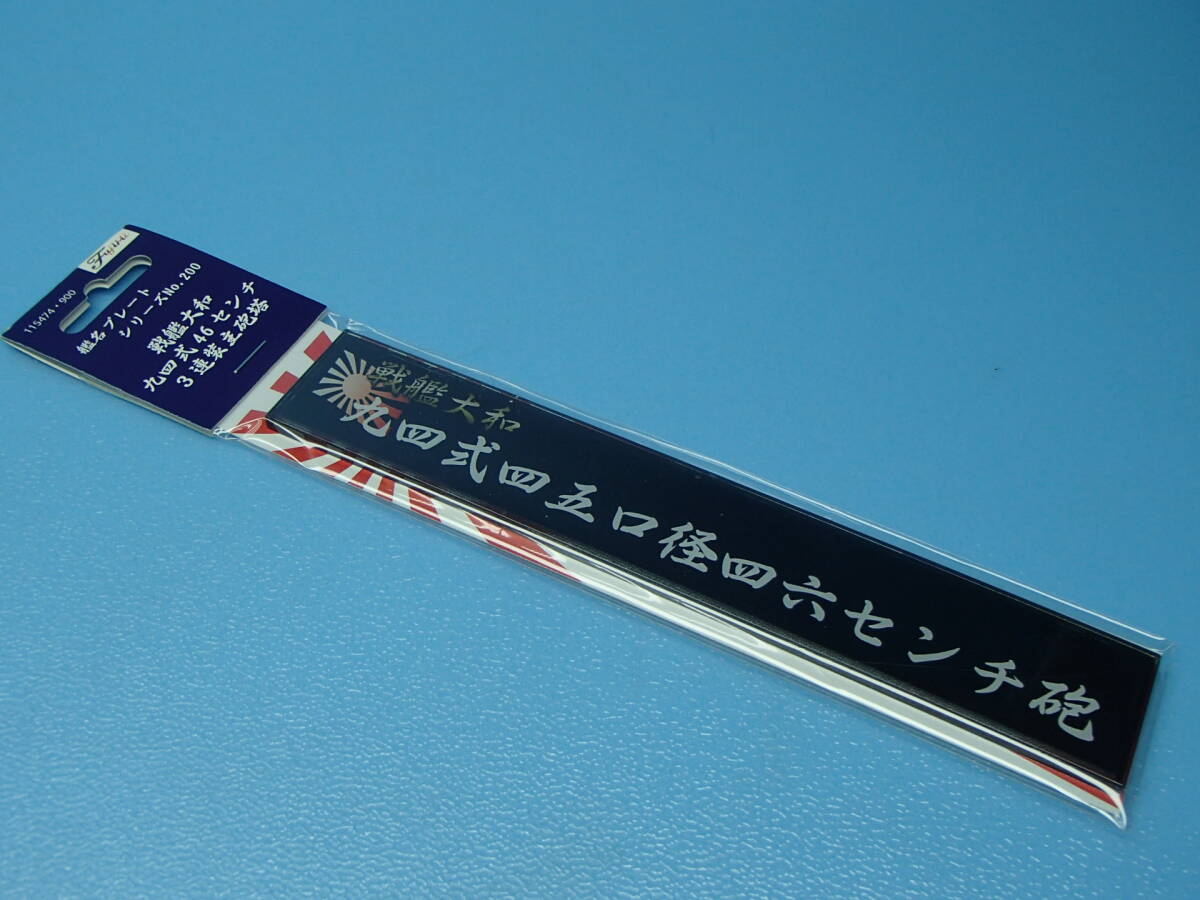 Fujimi
115474・900
艦名プレート
シリーズNo.200
戦艦大和
九四式46センチ
3連装主砲塔
戦艦大和
九四式四五口径四六センチ砲